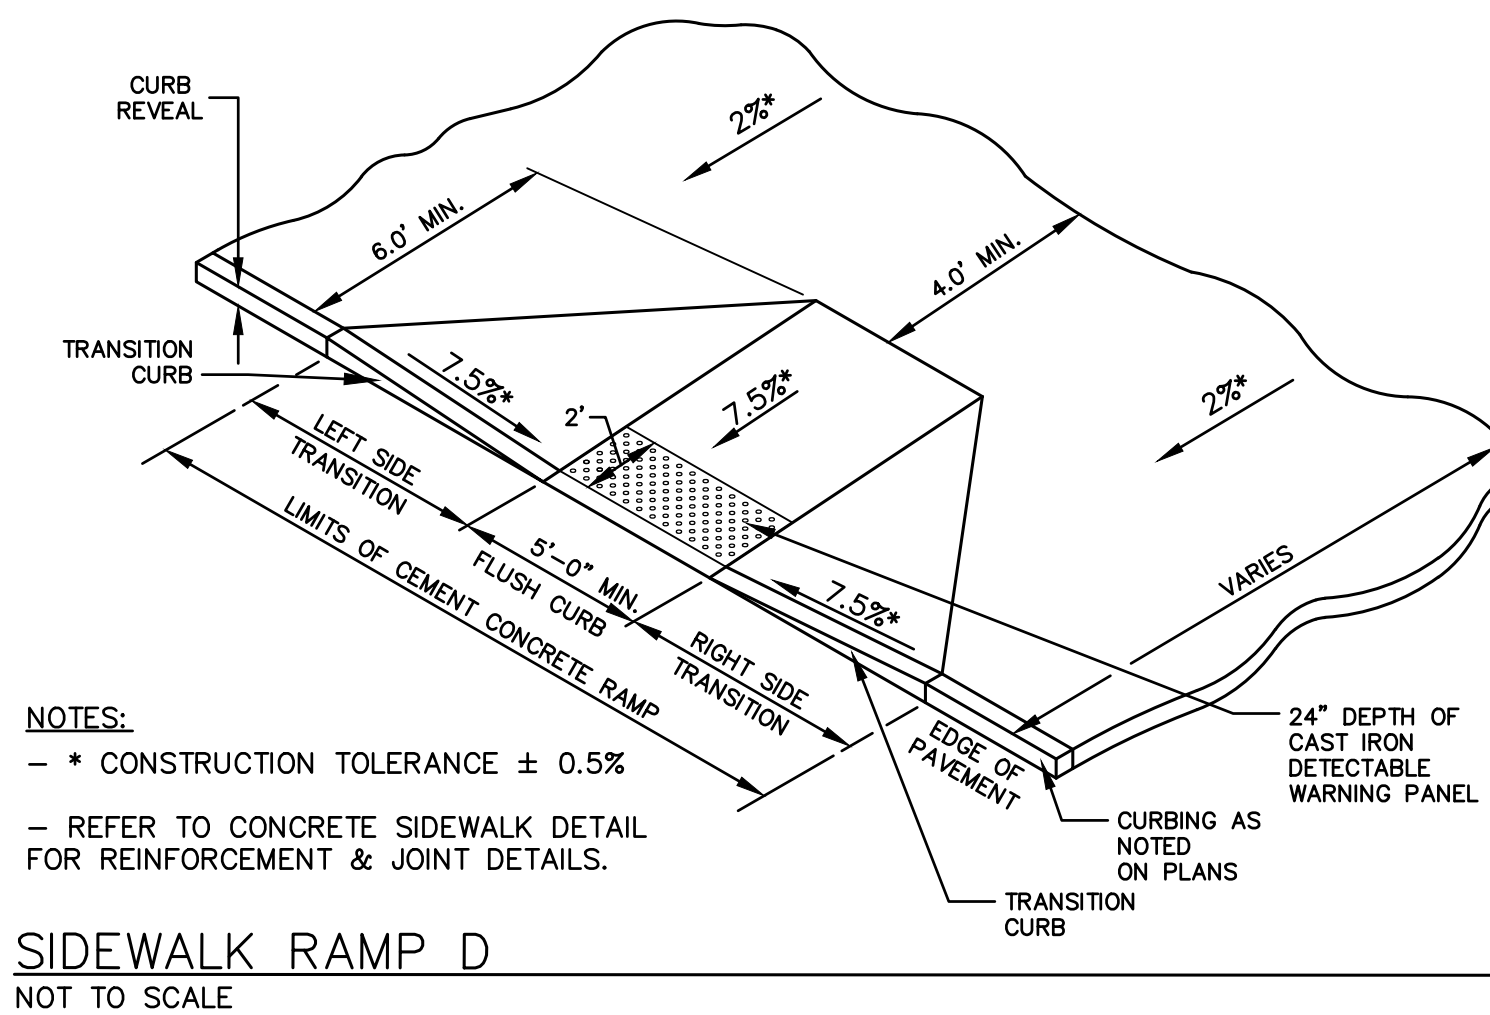 CURB
REVEAL
2%*
6.0' MIN.
4.0' MIN.
TRANSITION
CURB
7.5%*
2'
7.5%*
2%*
LEFT SIDE
TRANSITION
LIMITS OF CEMENT CONCRETE RAMP
5'-0" MIN.
FLUSH CURB
7.5%*
VARIES
RIGHT SIDE
TRANSITION
EDGE OF
PAVEMENT
24" DEPTH OF
CAST IRON
DETECTABLE
WARNING PANEL
CURBING AS
NOTED
ON PLANS
TRANSITION
CURB
NOTES:
- * CONSTRUCTION TOLERANCE ± 0.5%
- REFER TO CONCRETE SIDEWALK DETAIL
FOR REINFORCEMENT & JOINT DETAILS.
SIDEWALK RAMP D
NOT TO SCALE